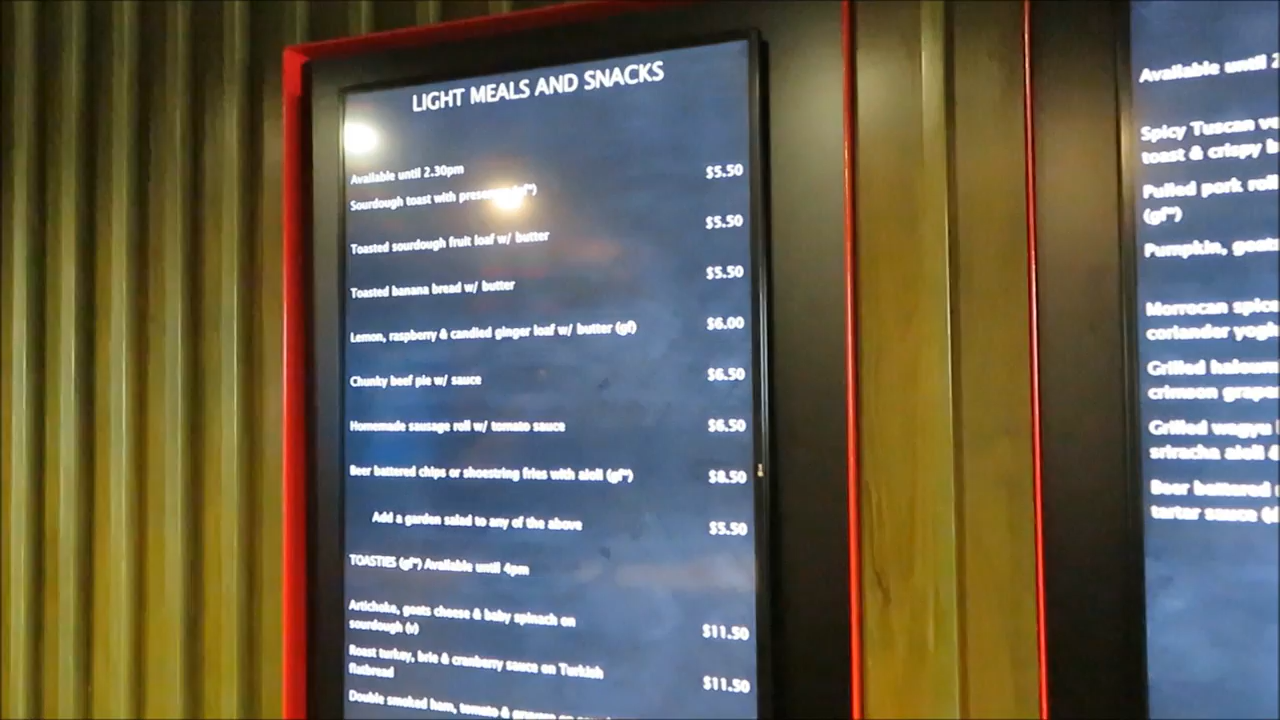 LIGHT MEALS AND SNACKS
Available until 2.30pm
Sourdough toast with (gf*) $5.50
Toasted sourdough fruit loaf w/ butter $5.50
Toasted banana bread w/ butter $5.50
Lemon, raspberry & candied ginger loaf w/ butter (gf) $6.00
Chunky beef pie w/ sauce $6.50
Homemade sausage roll w/ tomato sauce $6.50
Beer battered chips or shoestring fries with aioli (gf*) $8.50
Add a garden salad to any of the above $5.50
TOASTIES (gf*) Available until 4pm
Artichoke, goats cheese & baby spinach on
sourdough (v) $11.50
Roast turkey, brie & cranberry sauce on Turkish
flatbread $11.50
Double smoked ham, tomato &
Available until
Spicy Tuscan
toast & crispy
Pulled pork roll
(gf*)
Pumpkin,
Morrocan
coriander
Grilled
crimson
Grilled wagyu
sriracha aioli
Beer battered
tartar sauce